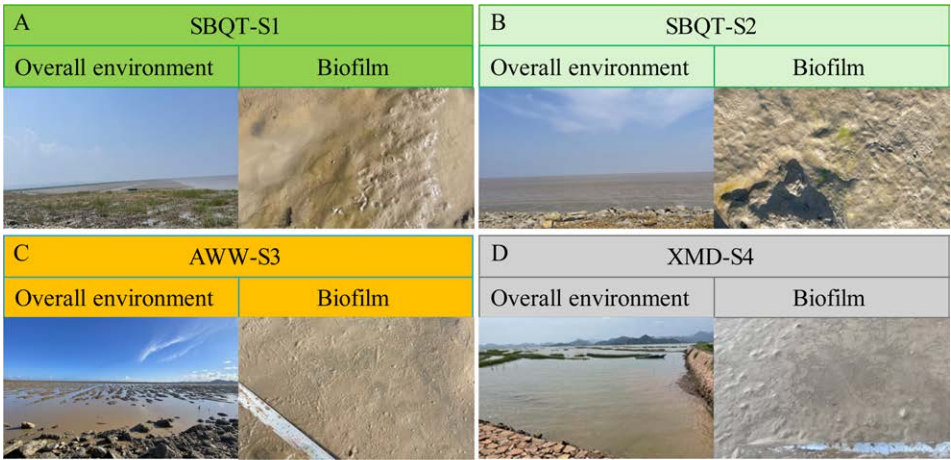 A
SBQT-S1
Overall environment
Biofilm
B
SBQT-S2
Overall environment
Biofilm
C
AWW-S3
Overall environment
Biofilm
D
XMD-S4
Overall environment
Biofilm